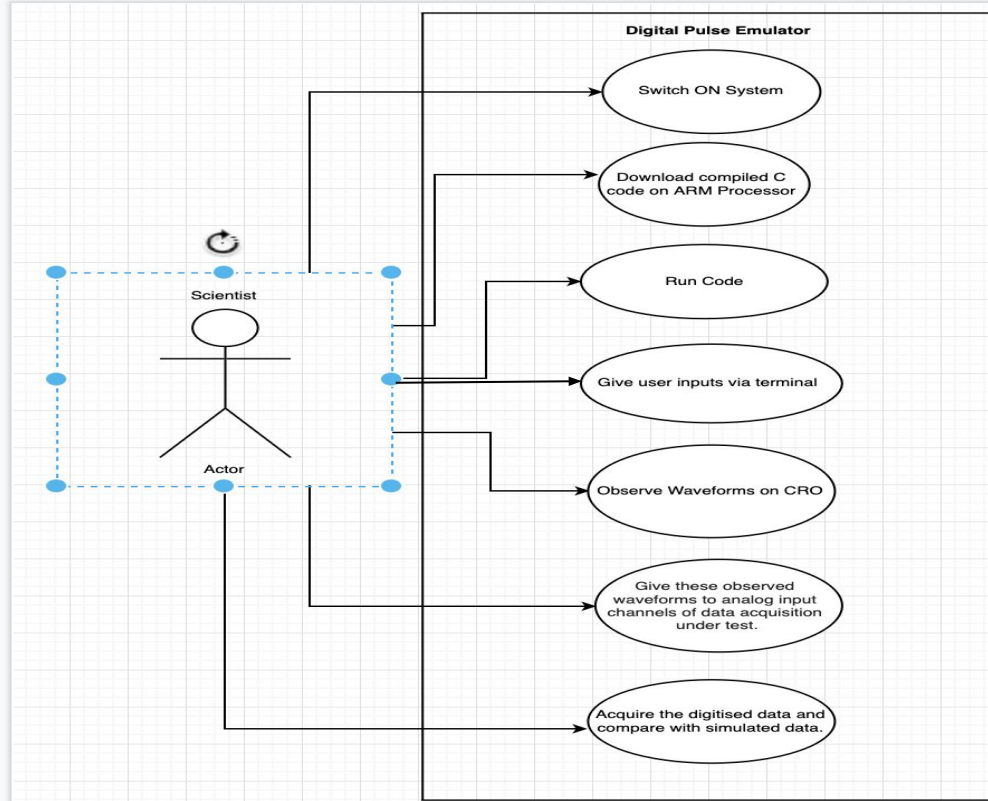 Digital Pulse Emulator
Switch ON System
Download compiled C
code on ARM Processor
Scientist
Run Code
Give user inputs via terminal
Actor
Observe Waveforms on CRO
Give these observed
waveforms to analog input
channels of data acquisition
under test.
Acquire the digitised data and
compare with simulated data.